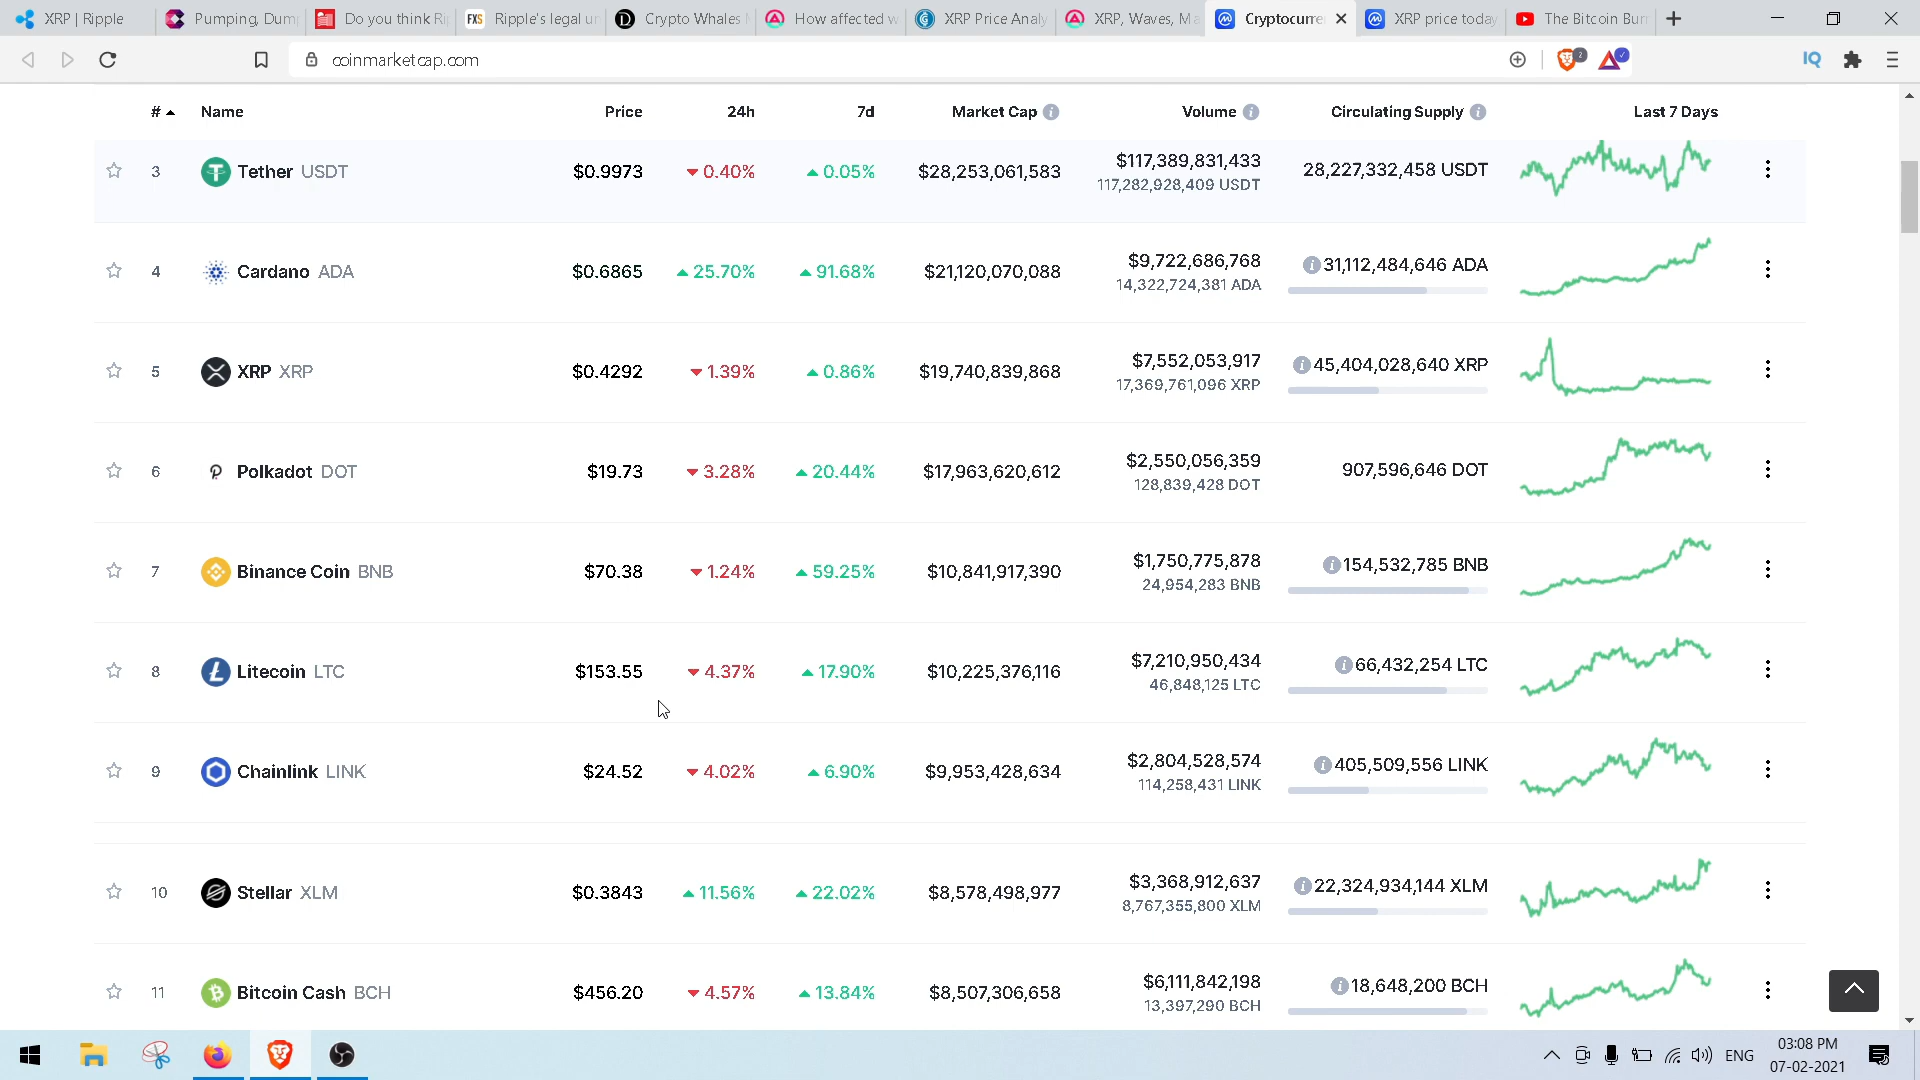 XRP | Ripple
Pumping, Dum
Do you think Ri
FXS Ripple's legal u
Crypto Whales
How affected w
XRP Price Analy
XRP, Waves, Ma
Cryptocurre
XRP price today
The Bitcoin Bur
coinmarketcap.com
2
IQ
# Name Price 24h 7d Market Cap Volume Circulating Supply Last 7 Days
3 Tether USDT $0.9973 0.40% 0.05% $28,253,061,583 $117,389,831,433 28,227,332,458 USDT
117,282,928,409 USDT
4 Cardano ADA $0.6865 25.70% 91.68% $21,120,070,088 $9,722,686,768 31,112,484,646 ADA
14,322,724,381 ADA
5 XRP XRP $0.4292 1.39% 0.86% $19,740,839,868 $7,552,053,917 45,404,028,640 XRP
17,369,761,096 XRP
6 Polkadot DOT $19.73 3.28% 20.44% $17,963,620,612 $2,550,056,359 907,596,646 DOT
128,839,428 DOT
7 Binance Coin BNB $70.38 1.24% 59.25% $10,841,917,390 $1,750,775,878 154,532,785 BNB
24,954,283 BNB
8 Litecoin LTC $153.55 4.37% 17.90% $10,225,376,116 $7,210,950,434 66,432,254 LTC
46,848,125 LTC
9 Chainlink LINK $24.52 4.02% 6.90% $9,953,428,634 $2,804,528,574 405,509,556 LINK
114,258,431 LINK
10 Stellar XLM $0.3843 11.56% 22.02% $8,578,498,977 $3,368,912,637 22,324,934,144 XLM
8,767,355,800 XLM
11 Bitcoin Cash BCH $456.20 4.57% 13.84% $8,507,306,658 $6,111,842,198 18,648,200 BCH
13,397,290 BCH
ENG
03:08 PM
07-02-2021